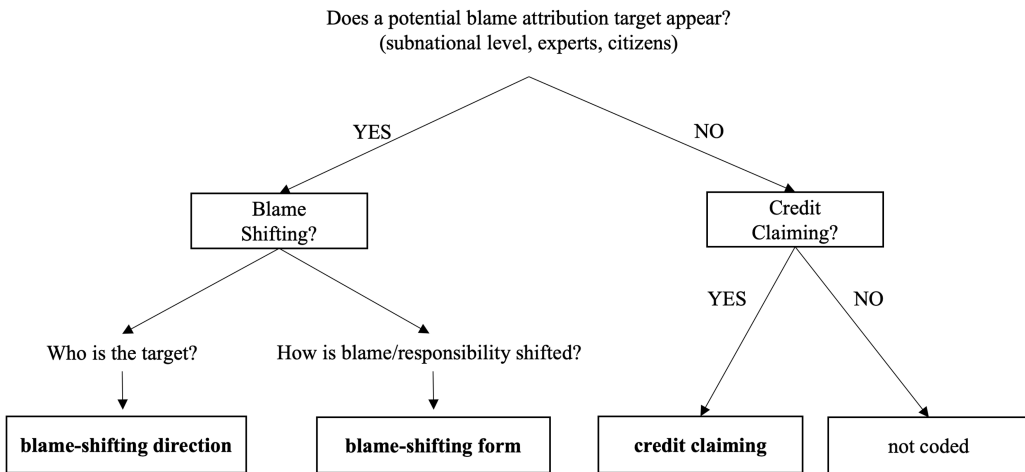 Does a potential blame attribution target appear?
(subnational level, experts, citizens)
YES
NO
Blame
Shifting?
Credit
Claiming?
YES
NO
Who is the target?
How is blame/responsibility shifted?
blame-shifting direction
blame-shifting form
credit claiming
not coded